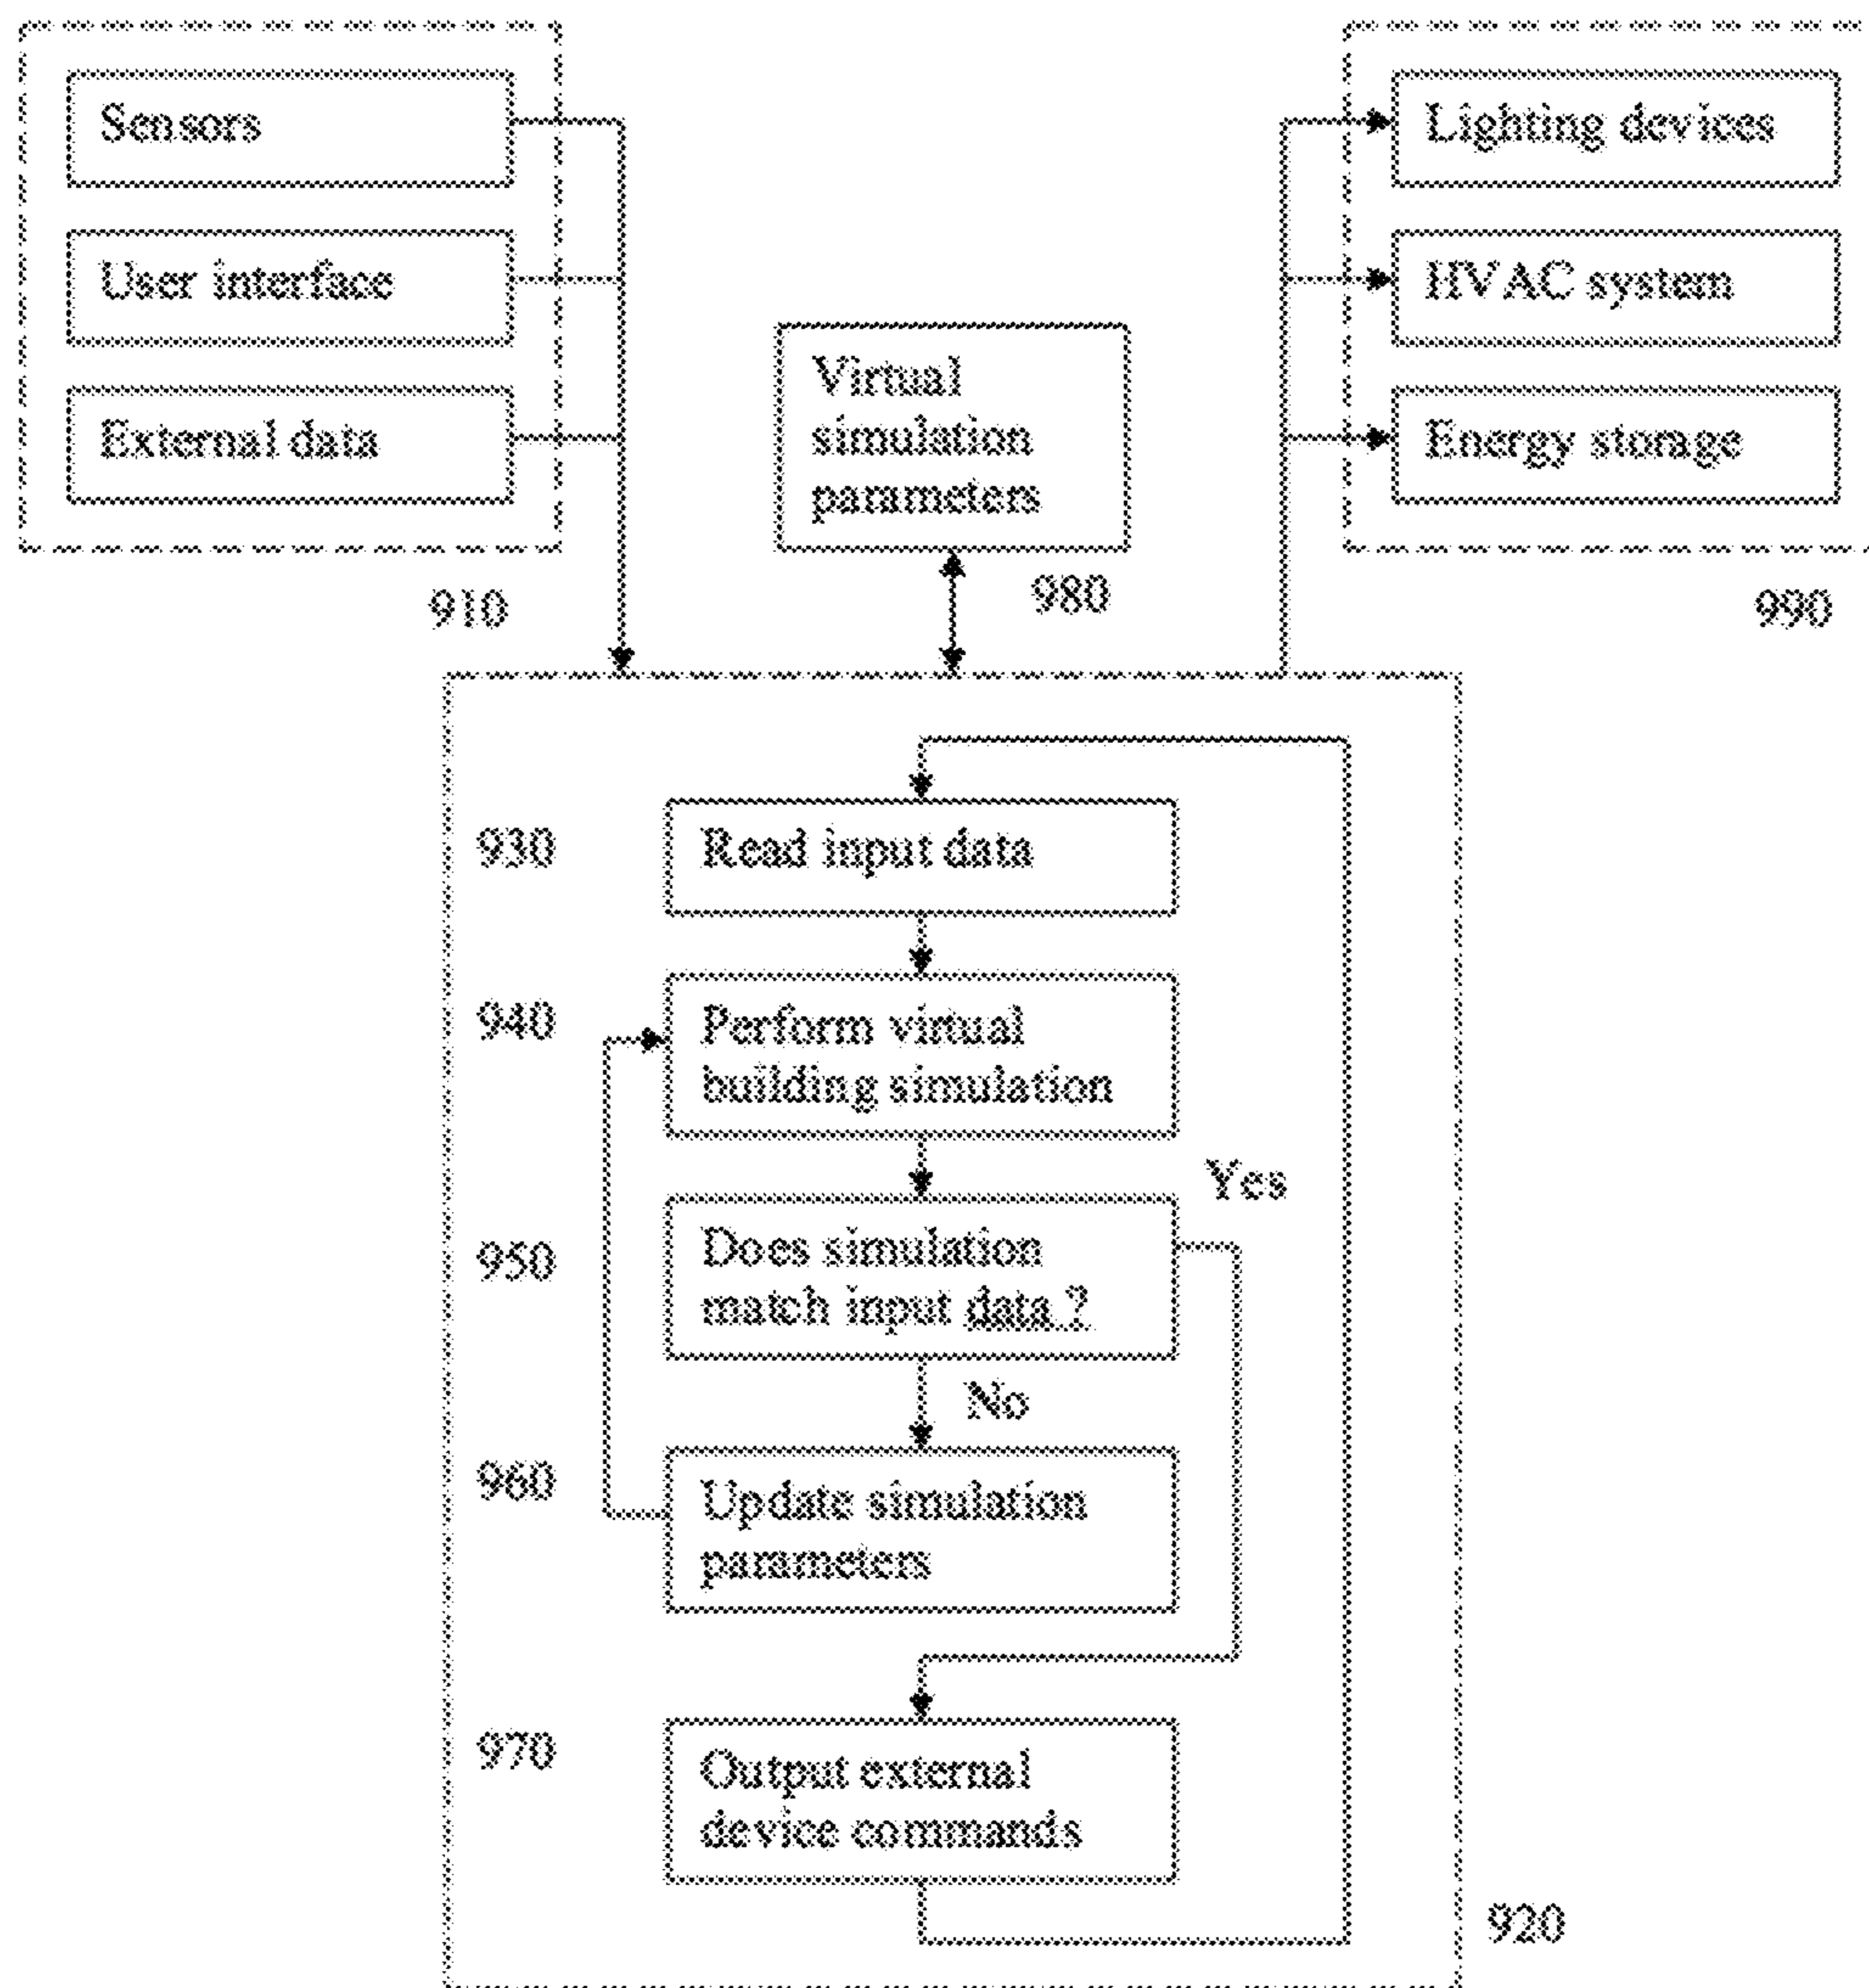 Sensors
User interface
External data
910
Virtual
simulation
parameters
980
Lighting devices
HVAC system
Energy storage
990
930
Read input data
940
Perform virtual
building simulation
Yes
950
Does simulation
match input data ?
No
960
Update simulation
parameters
970
Output external
device commands
920